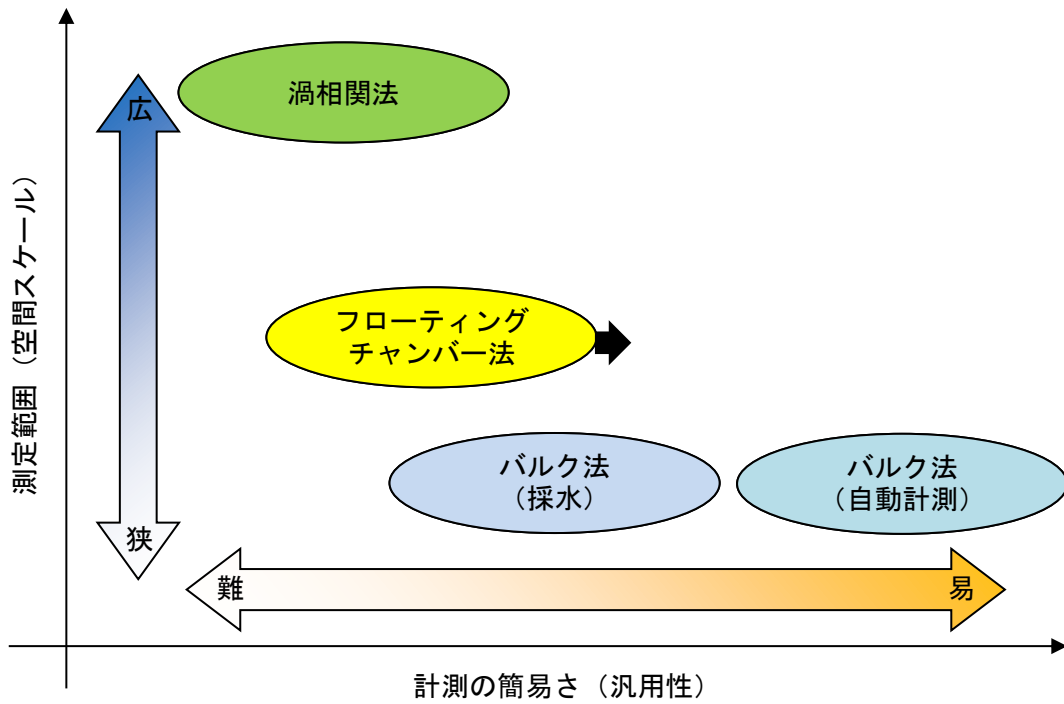 渦相関法
広
測定範囲（空間スケール）
フローティング
チャンバー法
バルク法
（採水）
バルク法
（自動計測）
狭
難
易
計測の簡易さ（汎用性）